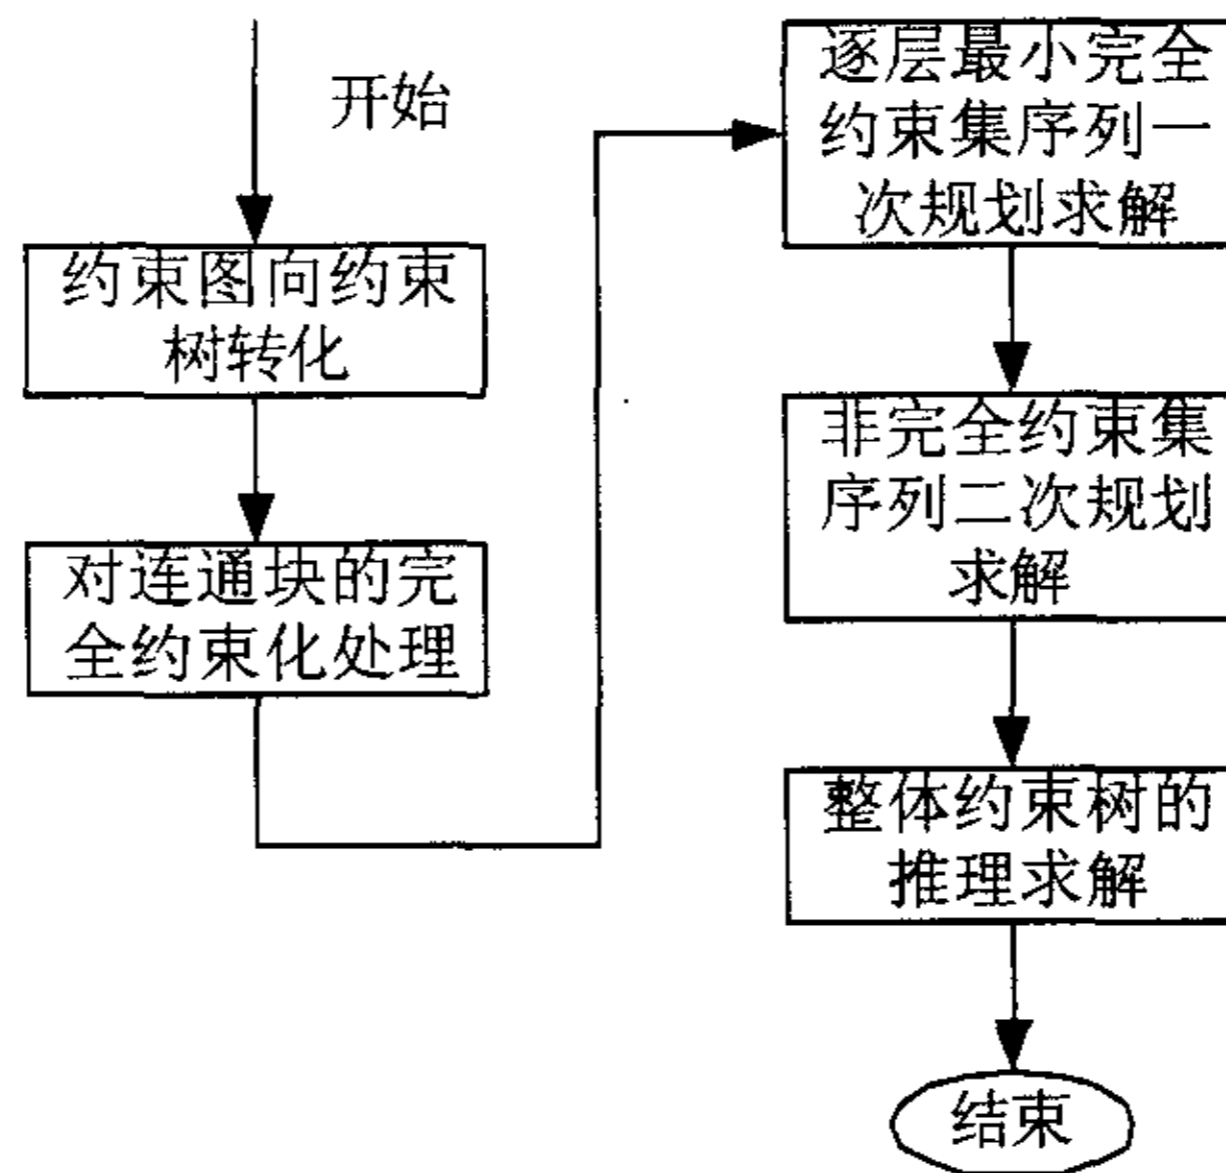 开始
约束图向约束
树转化
对连通块的完
全约束化处理
逐层最小完全
约束集序列一
次规划求解
非完全约束集
序列二次规划
求解
整体约束树的
推理求解
结束